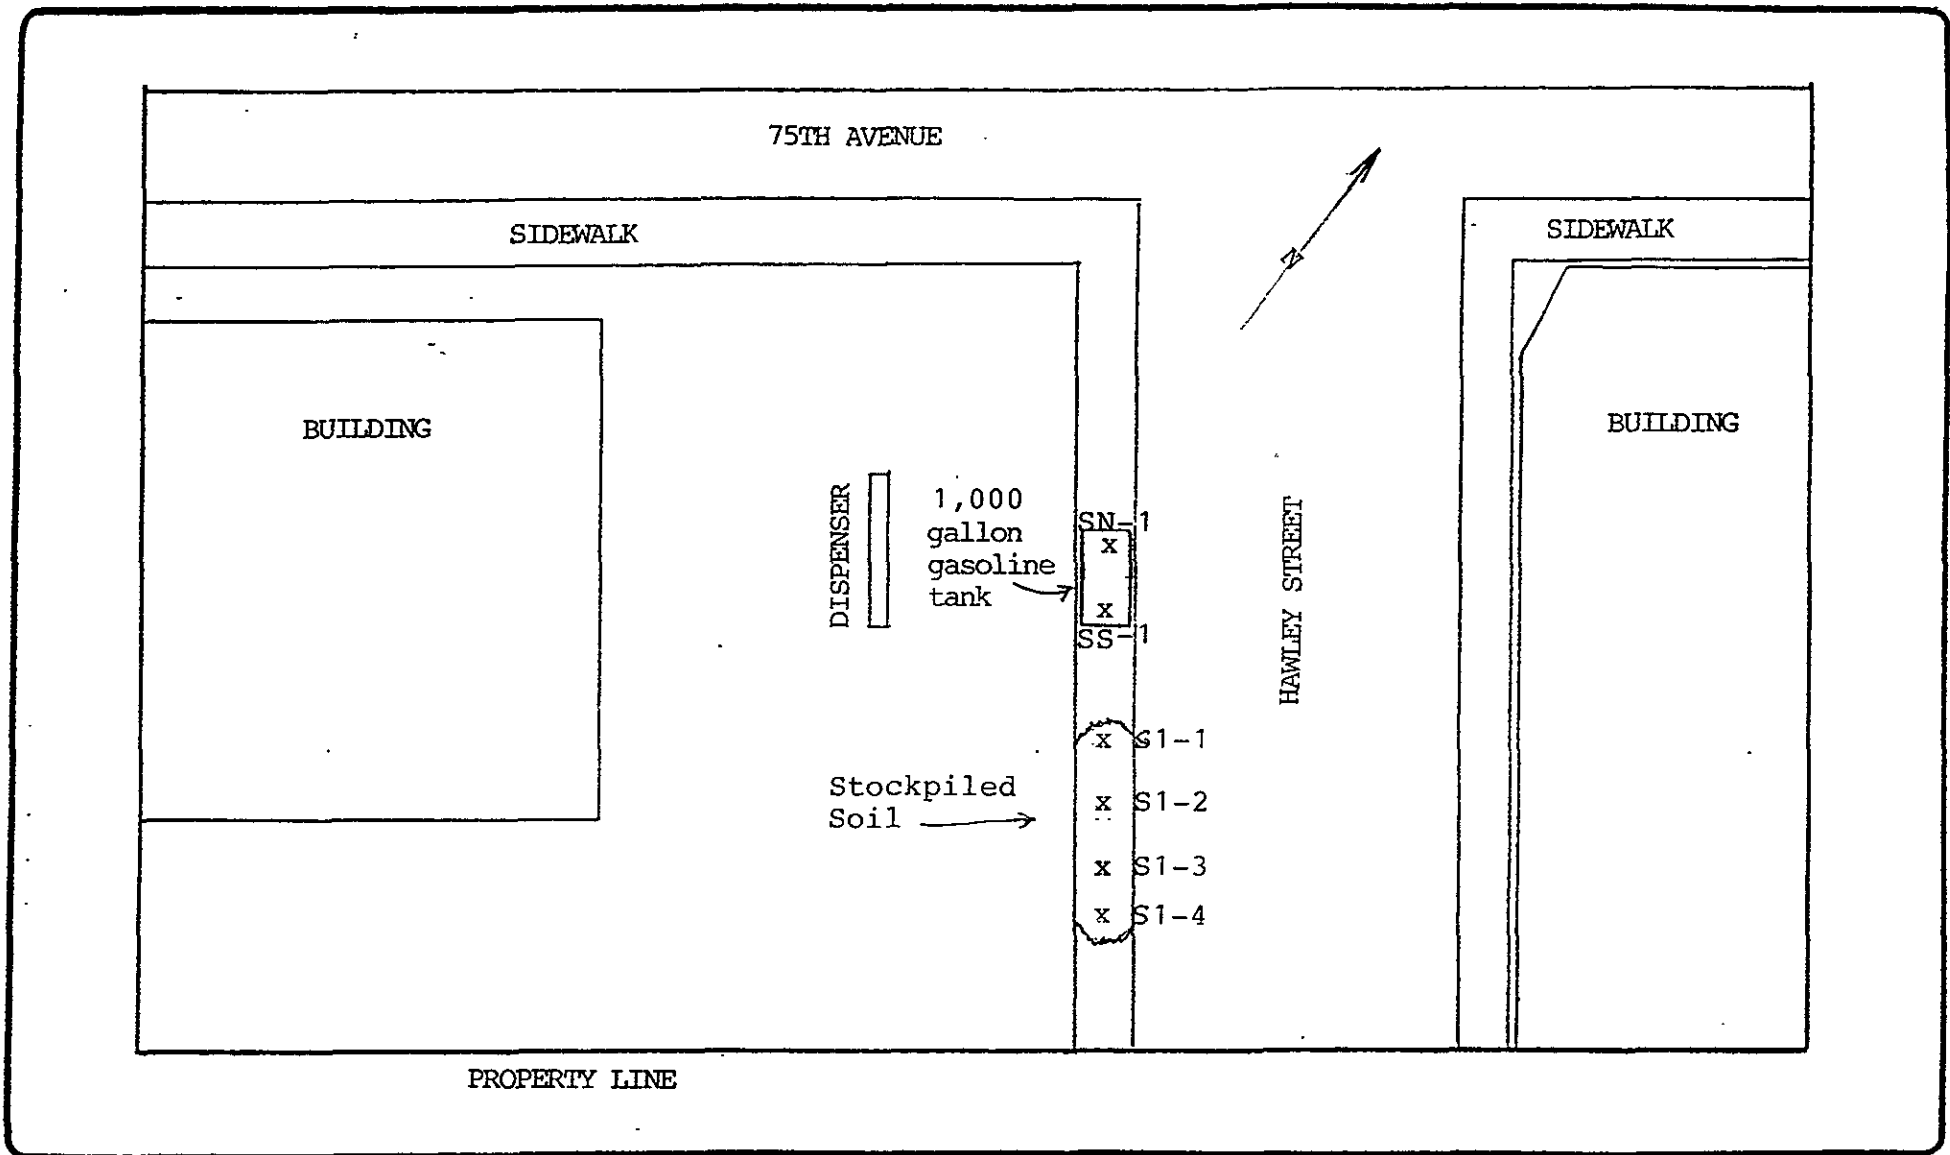 75TH AVENUE
SIDEWALK
SIDEWALK
N
BUILDING
BUILDING
DISPENSER
1,000
gallon
gasoline
tank
SN-1
x
x
SS-1
HAWLEY STREET
x S1-1
Stockpiled
Soil
x S1-2
x S1-3
x S1-4
PROPERTY LINE